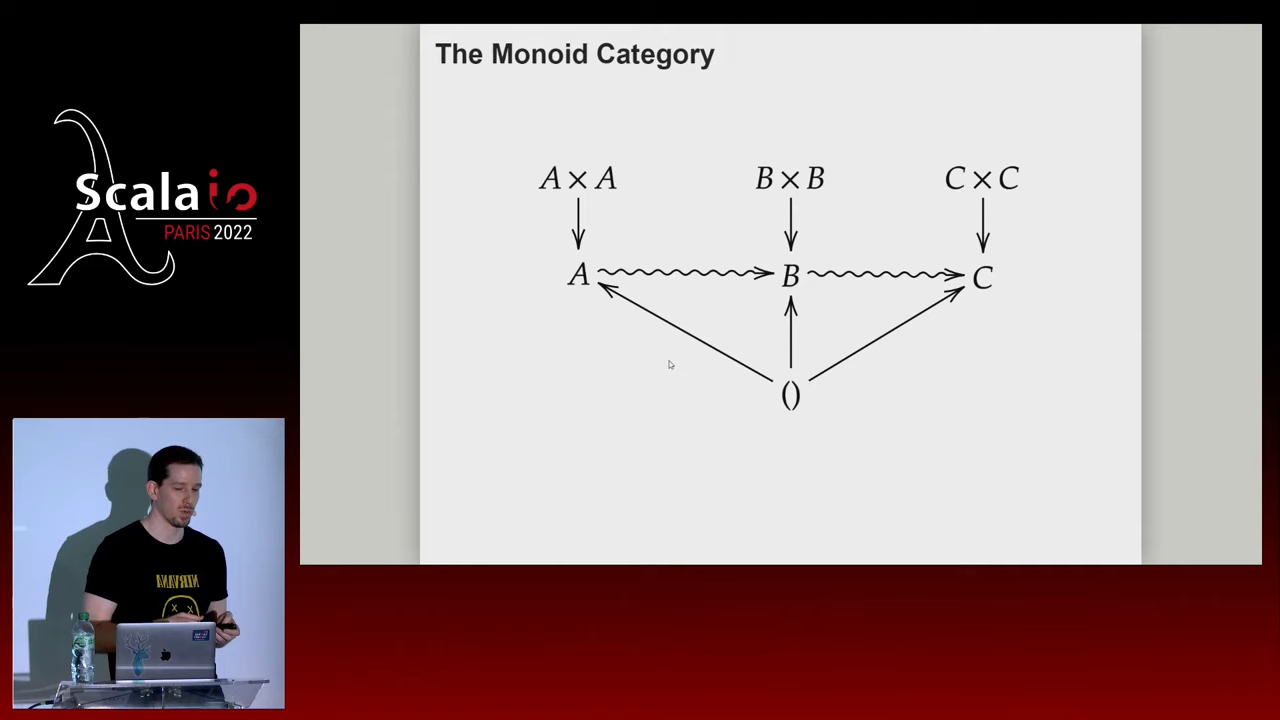 The Monoid Category
A × A
B × B
C × C
A
B
C
()
Scala io
PARIS 2022
NIRVANA